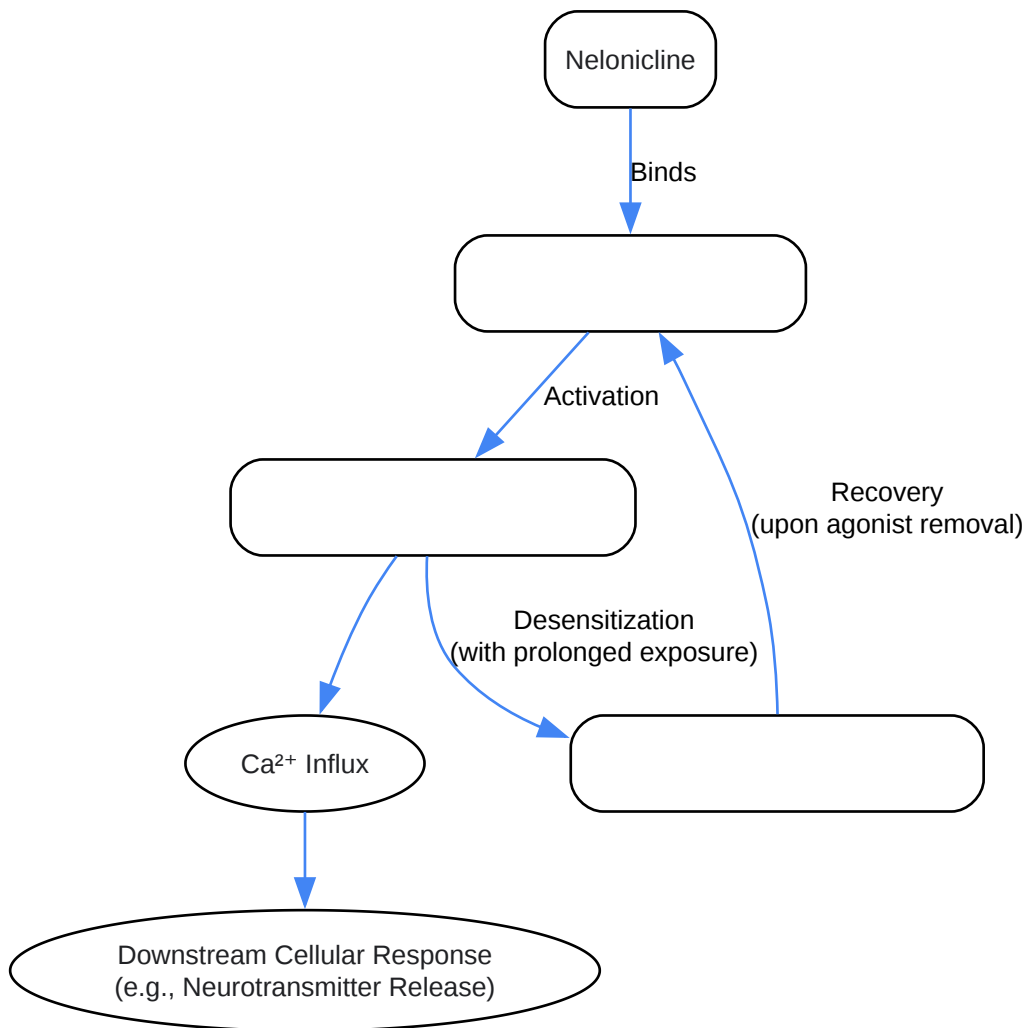 Nelonicline
Binds
Activation
Recovery
(upon agonist removal)
Desensitization
(with prolonged exposure)
Ca²⁺ Influx
Downstream Cellular Response
(e.g., Neurotransmitter Release)